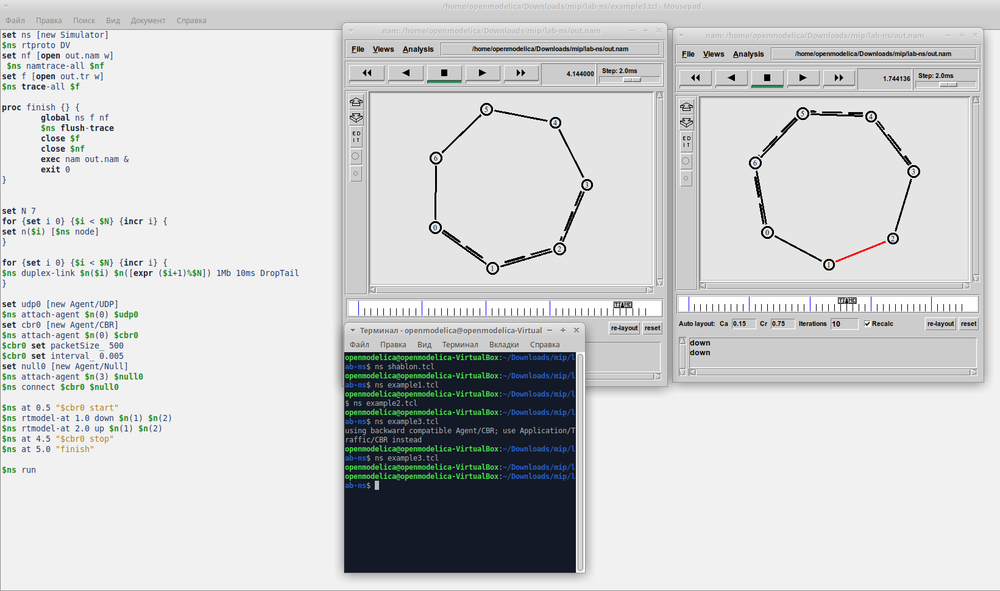 /home/openmodelica/Downloads/mip/lab-ns/example3.tcl - Mousepad
Файл Правка Поиск Вид Документ Справка
set ns [new Simulator]
$ns rtproto DV
set nf [open out.nam w]
 $ns namtrace-all $nf
set f [open out.tr w]
$ns trace-all $f
proc finish {} {
        global ns f nf
        $ns flush-trace
        close $f
        close $nf
        exec nam out.nam &
        exit 0
}
set N 7
for {set i 0} {$i < $N} {incr i} {
set n($i) [$ns node]
}
for {set i 0} {$i < $N} {incr i} {
$ns duplex-link $n($i) $n([expr ($i+1)%$N]) 1Mb 10ms DropTail
}
set udp0 [new Agent/UDP]
$ns attach-agent $n(0) $udp0
set cbr0 [new Agent/CBR]
$ns attach-agent $n(0) $cbr0
$cbr0 set packetSize_ 500
$cbr0 set interval_ 0.005
set null0 [new Agent/Null]
$ns attach-agent $n(3) $null0
$ns connect $cbr0 $null0
$ns at 0.5 "$cbr0 start"
$ns rtmodel-at 1.0 down $n(1) $n(2)
$ns rtmodel-at 2.0 up $n(1) $n(2)
$ns at 4.5 "$cbr0 stop"
$ns at 5.0 "finish"
$ns run
nam: /home/openmodelica/Downloads/mip/lab-ns/out.nam
File Views Analysis /home/openmodelica/Downloads/mip/lab-ns/out.nam
4.144000 Step: 2.0ms
ED
IT
5
4
6
3
0
2
1
TIME
re-layout reset
nam: /home/openmodelica/Downloads/mip/lab-ns/out.nam
File Views Analysis /home/openmodelica/Downloads/mip/lab-ns/out.nam
1.744136 Step: 2.0ms
ED
IT
5
4
6
3
0
2
1
TIME
Auto layout: Ca 0.15 Cr 0.75 Iterations 10 Recalc re-layout reset
down
down
Терминал - openmodelica@openmodelica-Virtual
Файл Правка Вид Терминал Вкладки Справка
openmodelica@openmodelica-VirtualBox:~/Downloads/mip/l
ab-ns$ ns shablon.tcl
openmodelica@openmodelica-VirtualBox:~/Downloads/mip/l
ab-ns$ ns example1.tcl
openmodelica@openmodelica-VirtualBox:~/Downloads/mip/l
$ ns example2.tcl
openmodelica@openmodelica-VirtualBox:~/Downloads/mip/l
ab-ns$ ns example3.tcl
using backward compatible Agent/CBR; use Application/T
raffic/CBR instead
openmodelica@openmodelica-VirtualBox:~/Downloads/mip/l
ab-ns$ ns example3.tcl
openmodelica@openmodelica-VirtualBox:~/Downloads/mip/l
openmodelica@openmodelica-VirtualBox:~/Downloads/mip/l
ab-ns$